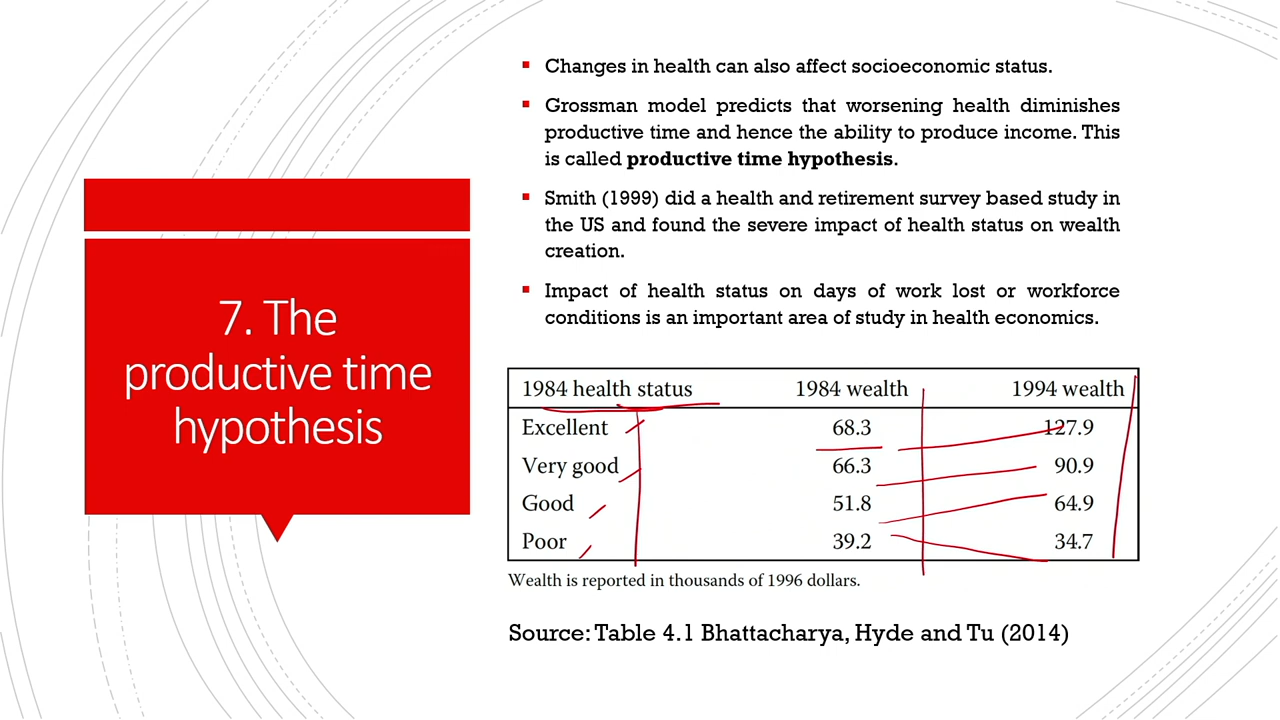 7. The
productive time
hypothesis
Changes in health can also affect socioeconomic status.
Grossman model predicts that worsening health diminishes
productive time and hence the ability to produce income. This
is called productive time hypothesis.
Smith (1999) did a health and retirement survey based study in
the US and found the severe impact of health status on wealth
creation.
Impact of health status on days of work lost or workforce
conditions is an important area of study in health economics.
1984 health status 1984 wealth 1994 wealth
Excellent 68.3 127.9
Very good 66.3 90.9
Good 51.8 64.9
Poor 39.2 34.7
Wealth is reported in thousands of 1996 dollars.
Source: Table 4.1 Bhattacharya, Hyde and Tu (2014)